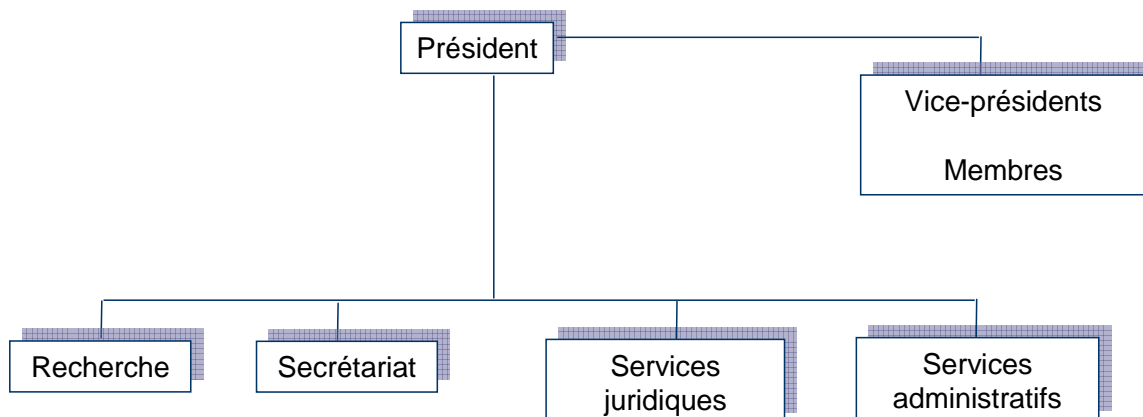 Président
Vice-présidents
Membres
Recherche
Secrétariat
Services
juridiques
Services
administratifs